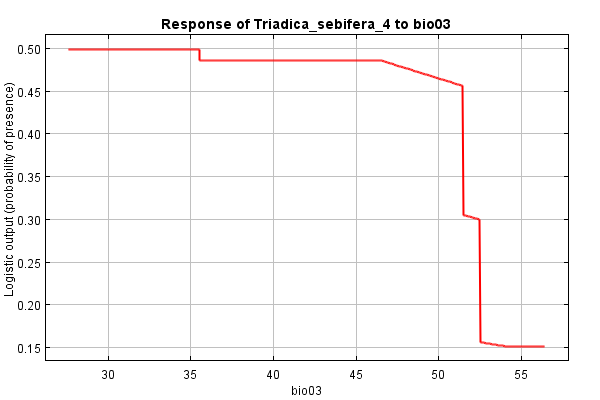 Response of Triadica_sebifera_4 to bio03
Logistic output (probability of presence)
0.50
0.45
0.40
0.35
0.30
0.25
0.20
0.15
30 35 40 45 50 55
bio03